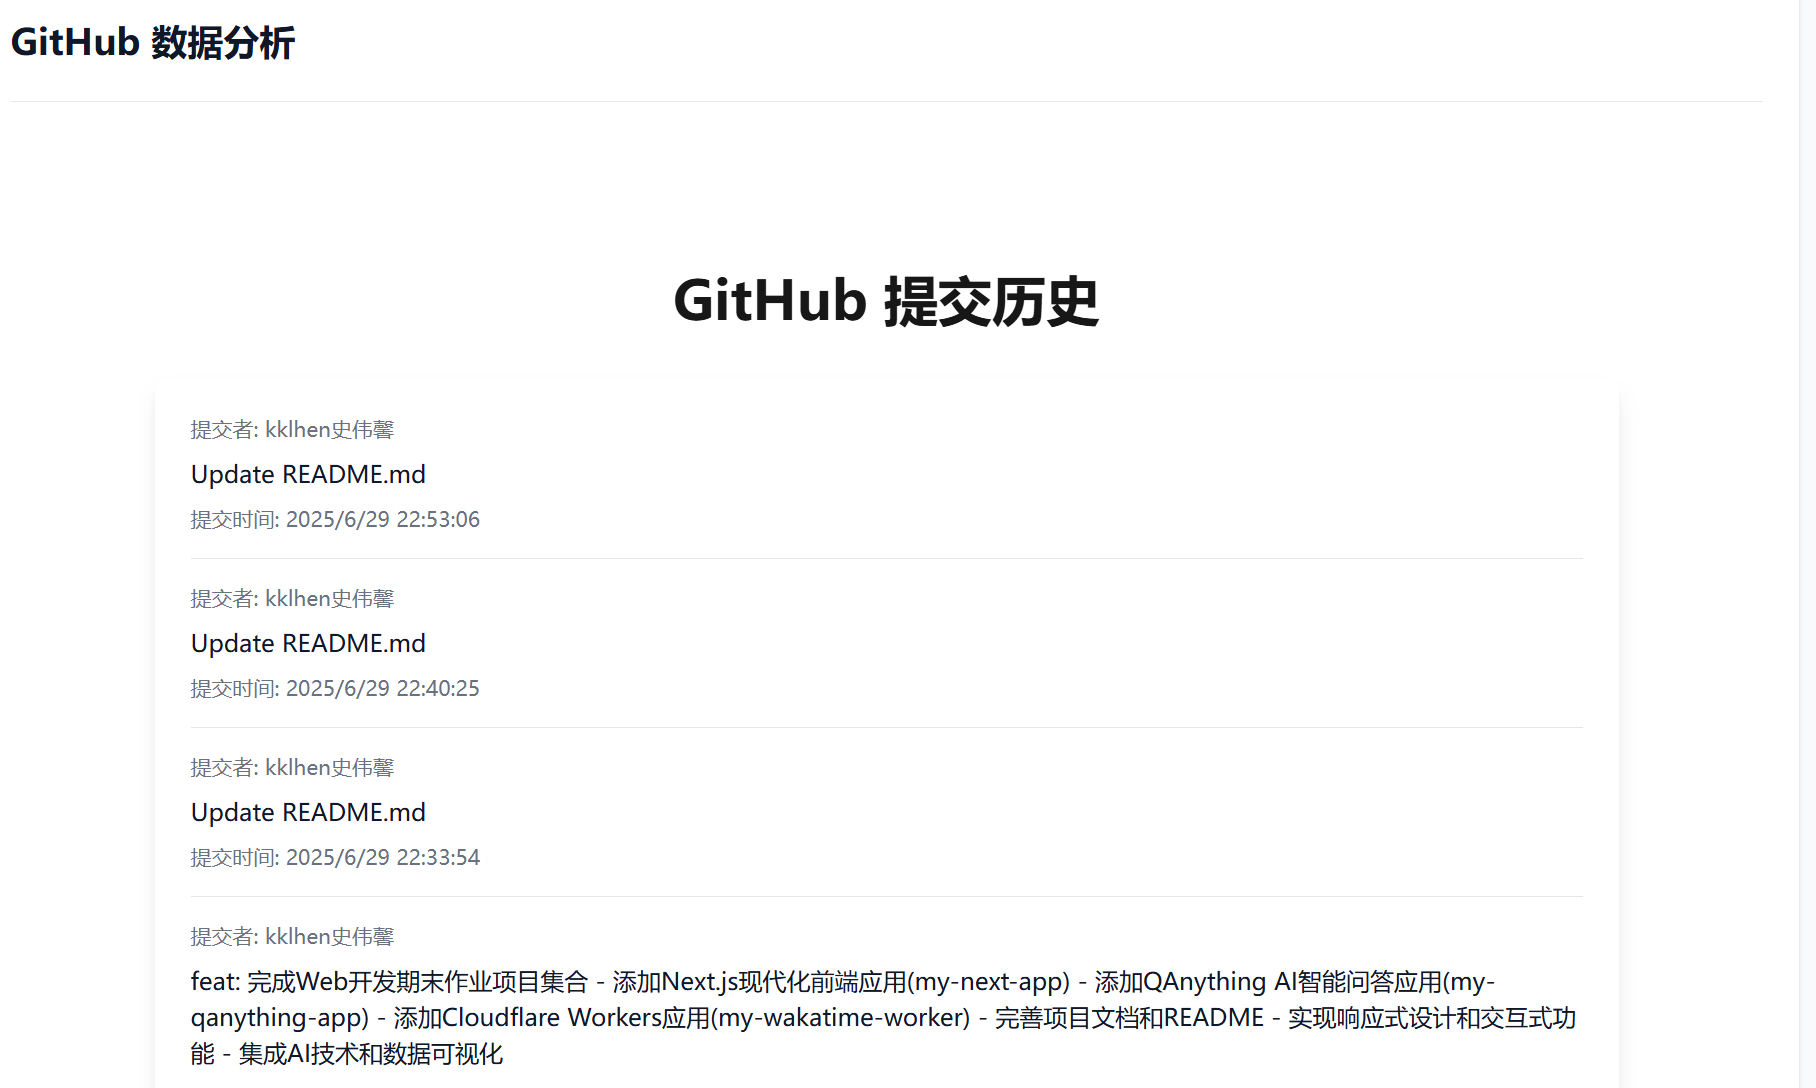 GitHub 数据分析
GitHub 提交历史
提交者: kklhen史伟馨
Update README.md
提交时间: 2025/6/29 22:53:06
提交者: kklhen史伟馨
Update README.md
提交时间: 2025/6/29 22:40:25
提交者: kklhen史伟馨
Update README.md
提交时间: 2025/6/29 22:33:54
提交者: kklhen史伟馨
feat: 完成Web开发期末作业项目集合 - 添加Next.js现代化前端应用(my-next-app) - 添加QAnything AI智能问答应用(my-
qanything-app) - 添加Cloudflare Workers应用(my-wakatime-worker) - 完善项目文档和README - 实现响应式设计和交互式功
能 - 集成AI技术和数据可视化